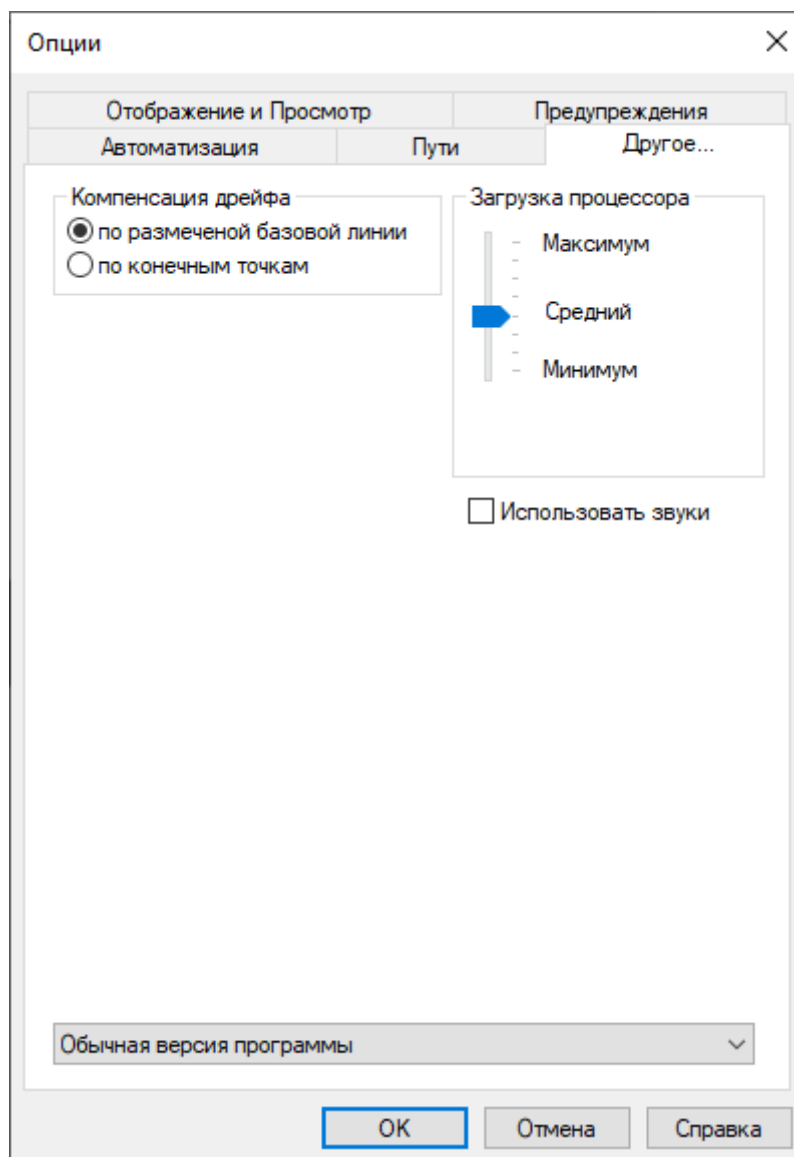 Опции
Отображение и Просмотр
Предупреждения
Автоматизация
Пути
Другое...
Компенсация дрейфа
по размеченой базовой линии
по конечным точкам
Загрузка процессора
Максимум
Средний
Минимум
Использовать звуки
Обычная версия программы
OK
Отмена
Справка